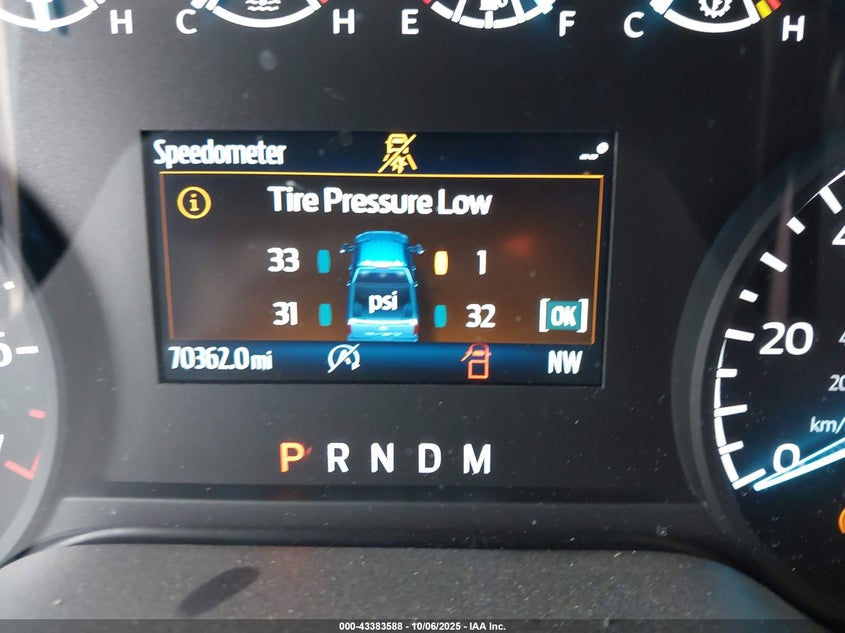 H C H E F C H
Speedometer
Tire Pressure Low
33 1
psi
31 32 [OK]
70362.0 mi NW
P R N D M
20
20
km/
0
000-43383588 - 10/06/2025 - IAA Inc.